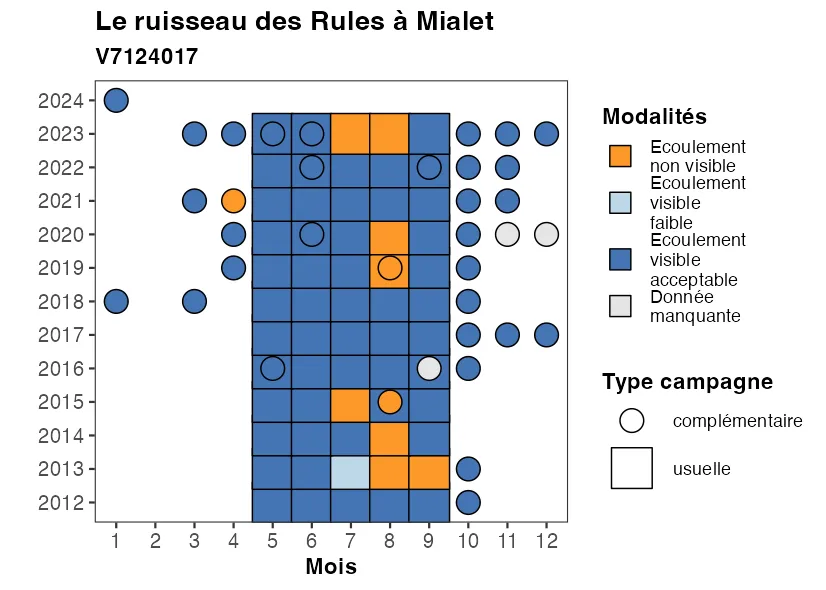 Le ruisseau des Rules à Mialet
V7124017
2024
2023
2022
2021
2020
2019
2018
2017
2016
2015
2014
2013
2012
1 2 3 4 5 6 7 8 9 10 11 12
Mois
Modalités
Ecoulement
non visible
Ecoulement
visible
faible
Ecoulement
visible
acceptable
Donnée
manquante
Type campagne
complémentaire
usuelle